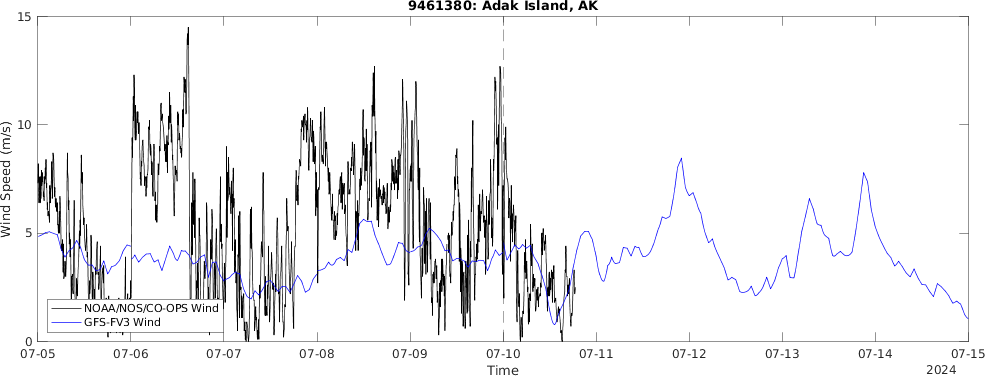 9461380: Adak Island, AK
Wind Speed (m/s)
15
10
5
0
NOAA/NOS/CO-OPS Wind
GFS-FV3 Wind
07-05 07-06 07-07 07-08 07-09 07-10 07-11 07-12 07-13 07-14 07-15
Time
2024